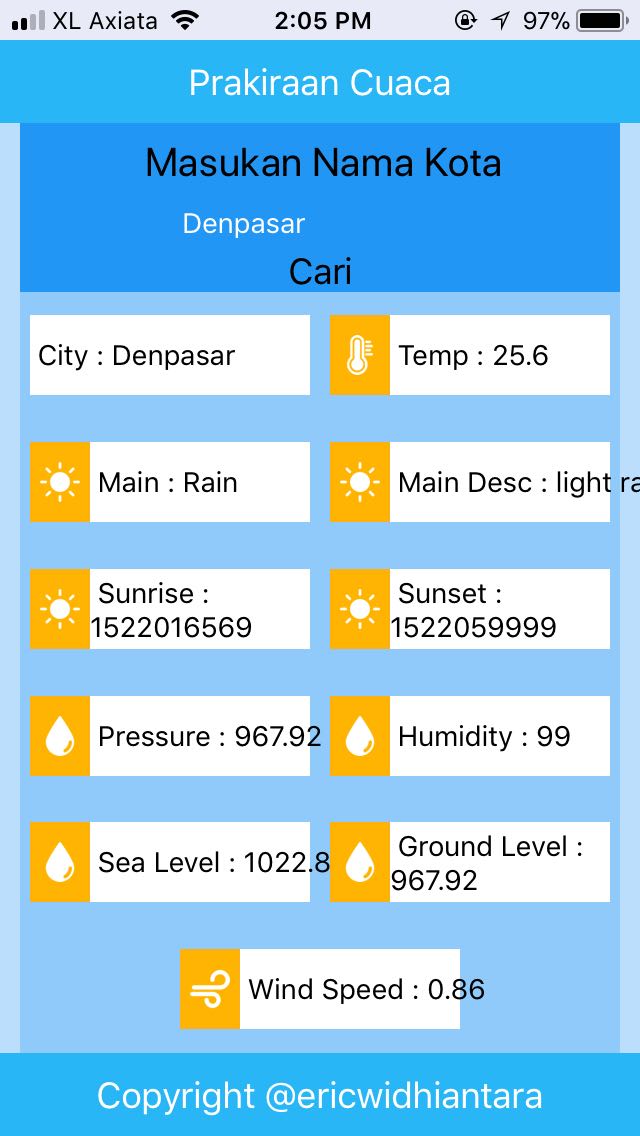 XL Axiata 2:05 PM 97%
Prakiraan Cuaca
Masukan Nama Kota
Denpasar
Cari
City : Denpasar
Temp : 25.6
Main : Rain
Main Desc : light ra
Sunrise :
1522016569
Sunset :
1522059999
Pressure : 967.92
Humidity : 99
Sea Level : 1022.8
Ground Level :
967.92
Wind Speed : 0.86
Copyright @ericwidhiantara